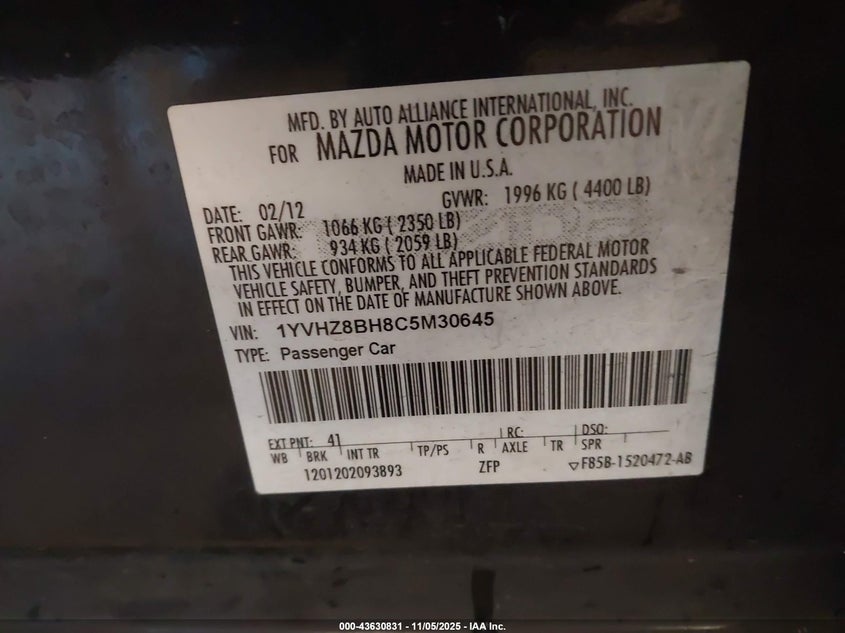 MFD. BY AUTO ALLIANCE INTERNATIONAL, INC.
FOR MAZDA MOTOR CORPORATION
MADE IN U.S.A.
DATE: 02/12 GVWR: 1996 KG ( 4400 LB)
FRONT GAWR: 1066 KG ( 2350 LB)
REAR GAWR: 934 KG ( 2059 LB)
THIS VEHICLE CONFORMS TO ALL APPLICABLE FEDERAL MOTOR
VEHICLE SAFETY, BUMPER, AND THEFT PREVENTION STANDARDS
IN EFFECT ON THE DATE OF MANUFACTURE SHOWN ABOVE.
VIN: 1YVHZ8BH8C5M30645
TYPE: Passenger Car
EXT PNT: 41 RC: DSO:
WB BRK INT TR TP/PS R AXLE TR SPR
1201202093893 ZFP ▽F85B-1520472-AB
000-43630831 - 11/05/2025 - IAA Inc.